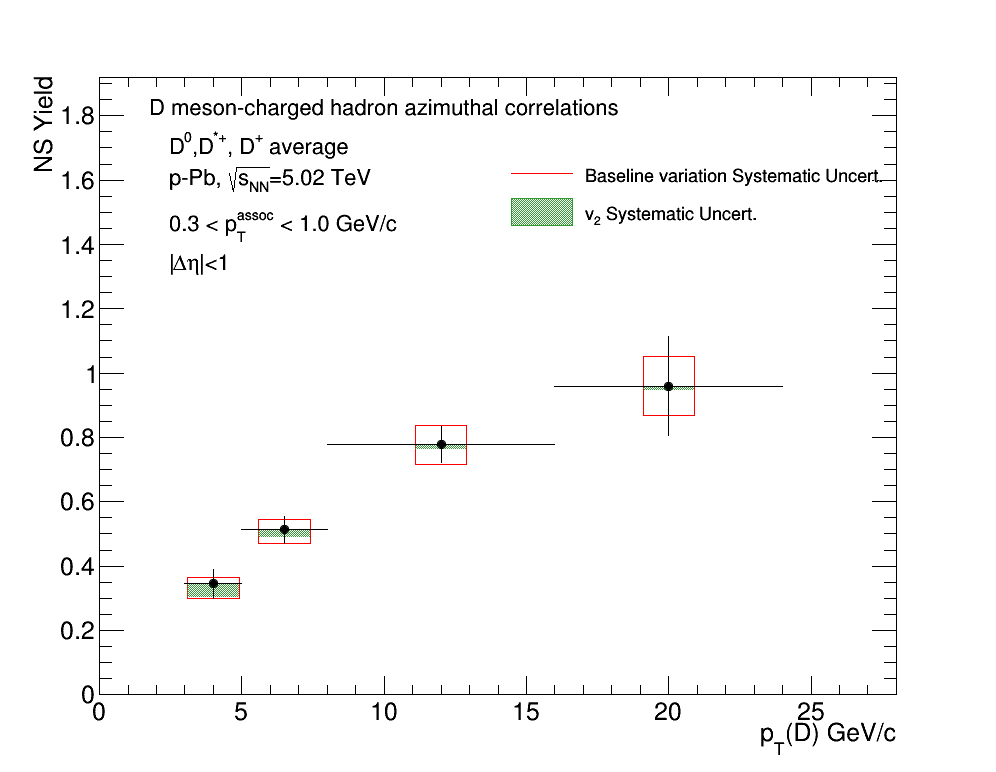 D meson-charged hadron azimuthal correlations
D⁰,D*⁺, D⁺ average
p-Pb, √s_NN=5.02 TeV
0.3 < p_T^assoc < 1.0 GeV/c
|Δη|<1
Baseline variation Systematic Uncert.
v₂ Systematic Uncert.
NS Yield
1.8
1.6
1.4
1.2
1
0.8
0.6
0.4
0.2
0
0 5 10 15 20 25
p_T(D) GeV/c